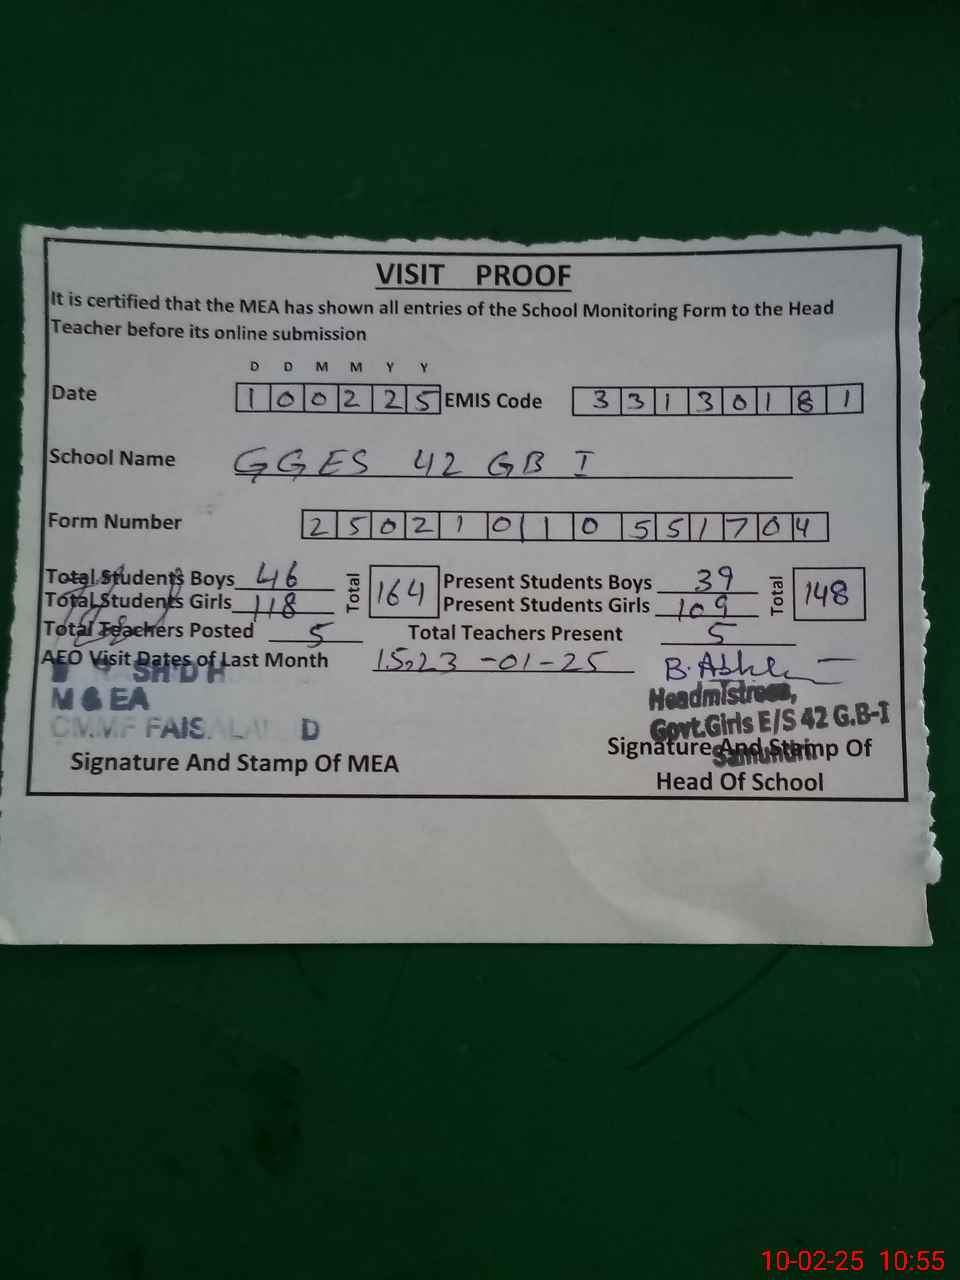 VISIT PROOF
It is certified that the MEA has shown all entries of the School Monitoring Form to the Head
Teacher before its online submission
D D M M Y Y
Date 1 0 0 2 2 5 EMIS Code 3 3 1 3 0 1 8 1
School Name GGES 42 GB I
Form Number 2 5 0 2 1 0 1 0 5 5 1 7 0 4
Total Students Boys 46 Total 164 Present Students Boys 39 Total 148
Total Students Girls 118 Present Students Girls 109
Total Teachers Posted 5 Total Teachers Present 5
AEO Visit Dates of Last Month 15,23 -01-25
M & EA
Headmistress,
Govt.Girls E/S 42 G.B-I
Samundri
Signature And Stamp Of MEA
Signature And Stamp Of
Head Of School
10-02-25 10:55